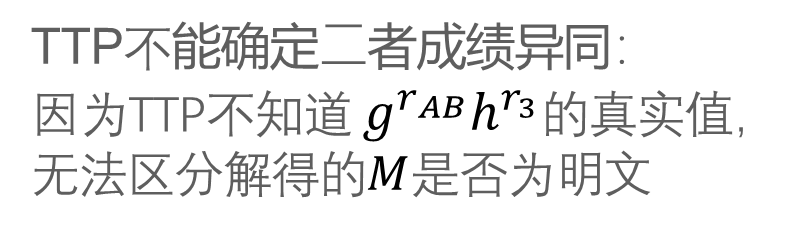 TTP不能确定二者成绩异同:
因为TTP不知道 $g^{r_{AB}}h^{r_3}$ 的真实值,
无法区分解得的M是否为明文